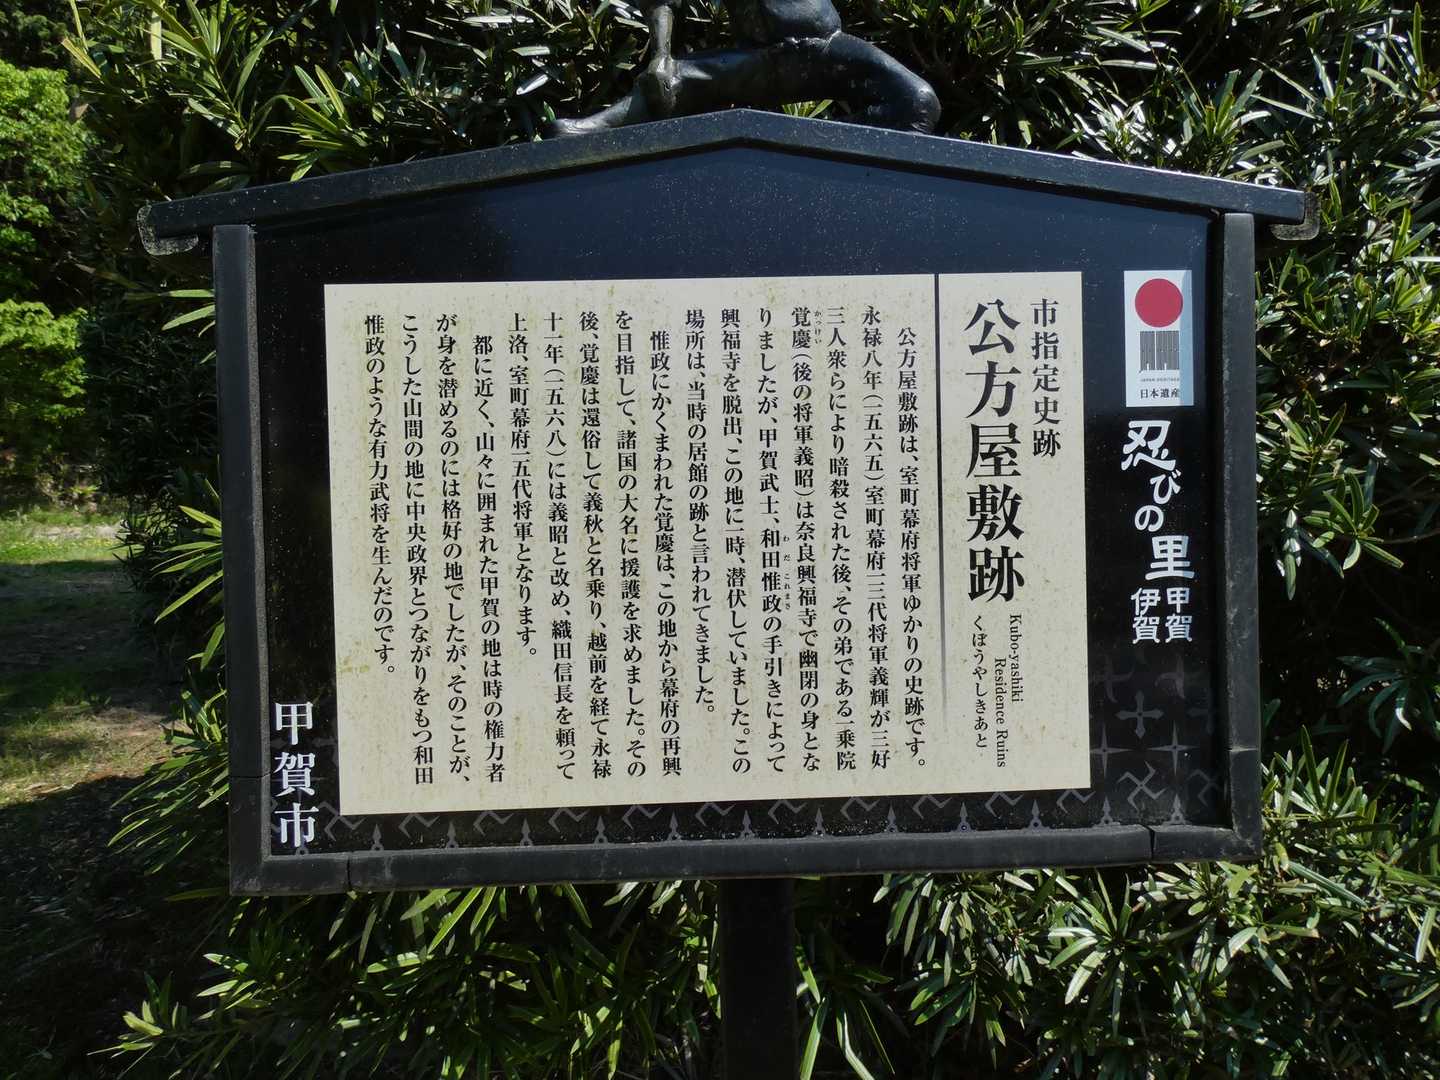 市指定史跡
公方屋敷跡
Kubo-yashiki
Residence Ruins
くぼうやしきあと
公方屋敷跡は、室町幕府将軍ゆかりの史跡です。
永禄八年（一五六五）室町幕府一三代将軍義輝が三好
三人衆らにより暗殺された後、その弟である一乗院
覚慶（後の将軍義昭）は奈良興福寺で幽閉の身とな
かっけい
りましたが、甲賀武士、和田惟政の手引きによって
わだ これまさ
興福寺を脱出、この地に一時、潜伏していました。この
場所は、当時の居館の跡と言われてきました。
惟政にかくまわれた覚慶は、この地から幕府の再興
を目指して、諸国の大名に援護を求めました。その
後、覚慶は還俗して義秋と名乗り、越前を経て永禄
十一年（一五六八）には義昭と改め、織田信長を頼って
上洛、室町幕府一五代将軍となります。
都に近く、山々に囲まれた甲賀の地は時の権力者
が身を潜めるのには格好の地でしたが、そのことが、
こうした山間の地に中央政界とつながりをもつ和田
惟政のような有力武将を生んだのです。
JAPAN HERITAGE
日本遺産
忍びの里
甲賀
伊賀
甲賀市